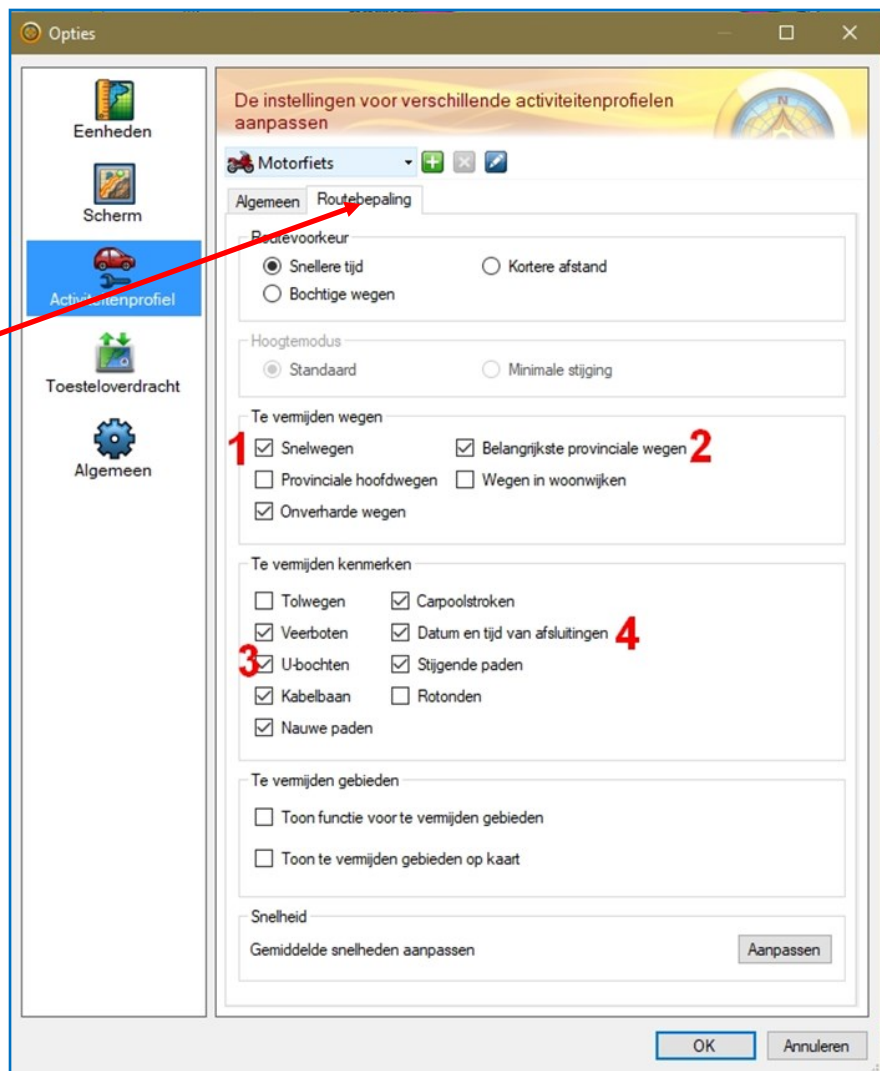 Opties
Eenheden
Scherm
Activiteitenprofiel
Toesteloverdracht
Algemeen
De instellingen voor verschillende activiteitenprofielen
aanpassen
N
Motorfiets
Algemeen Routebepaling
Routevoorkeur
Snellere tijd Kortere afstand
Bochtige wegen
Hoogtemodus
Standaard Minimale stijging
Te vermijden wegen
1 Snelwegen Belangrijkste provinciale wegen 2
Provinciale hoofdwegen Wegen in woonwijken
Onverharde wegen
Te vermijden kenmerken
Tolwegen Carpoolstroken
Veerboten Datum en tijd van afsluitingen 4
3 U-bochten Stijgende paden
Kabelbaan Rotonden
Nauwe paden
Te vermijden gebieden
Toon functie voor te vermijden gebieden
Toon te vermijden gebieden op kaart
Snelheid
Gemiddelde snelheden aanpassen Aanpassen
OK Annuleren